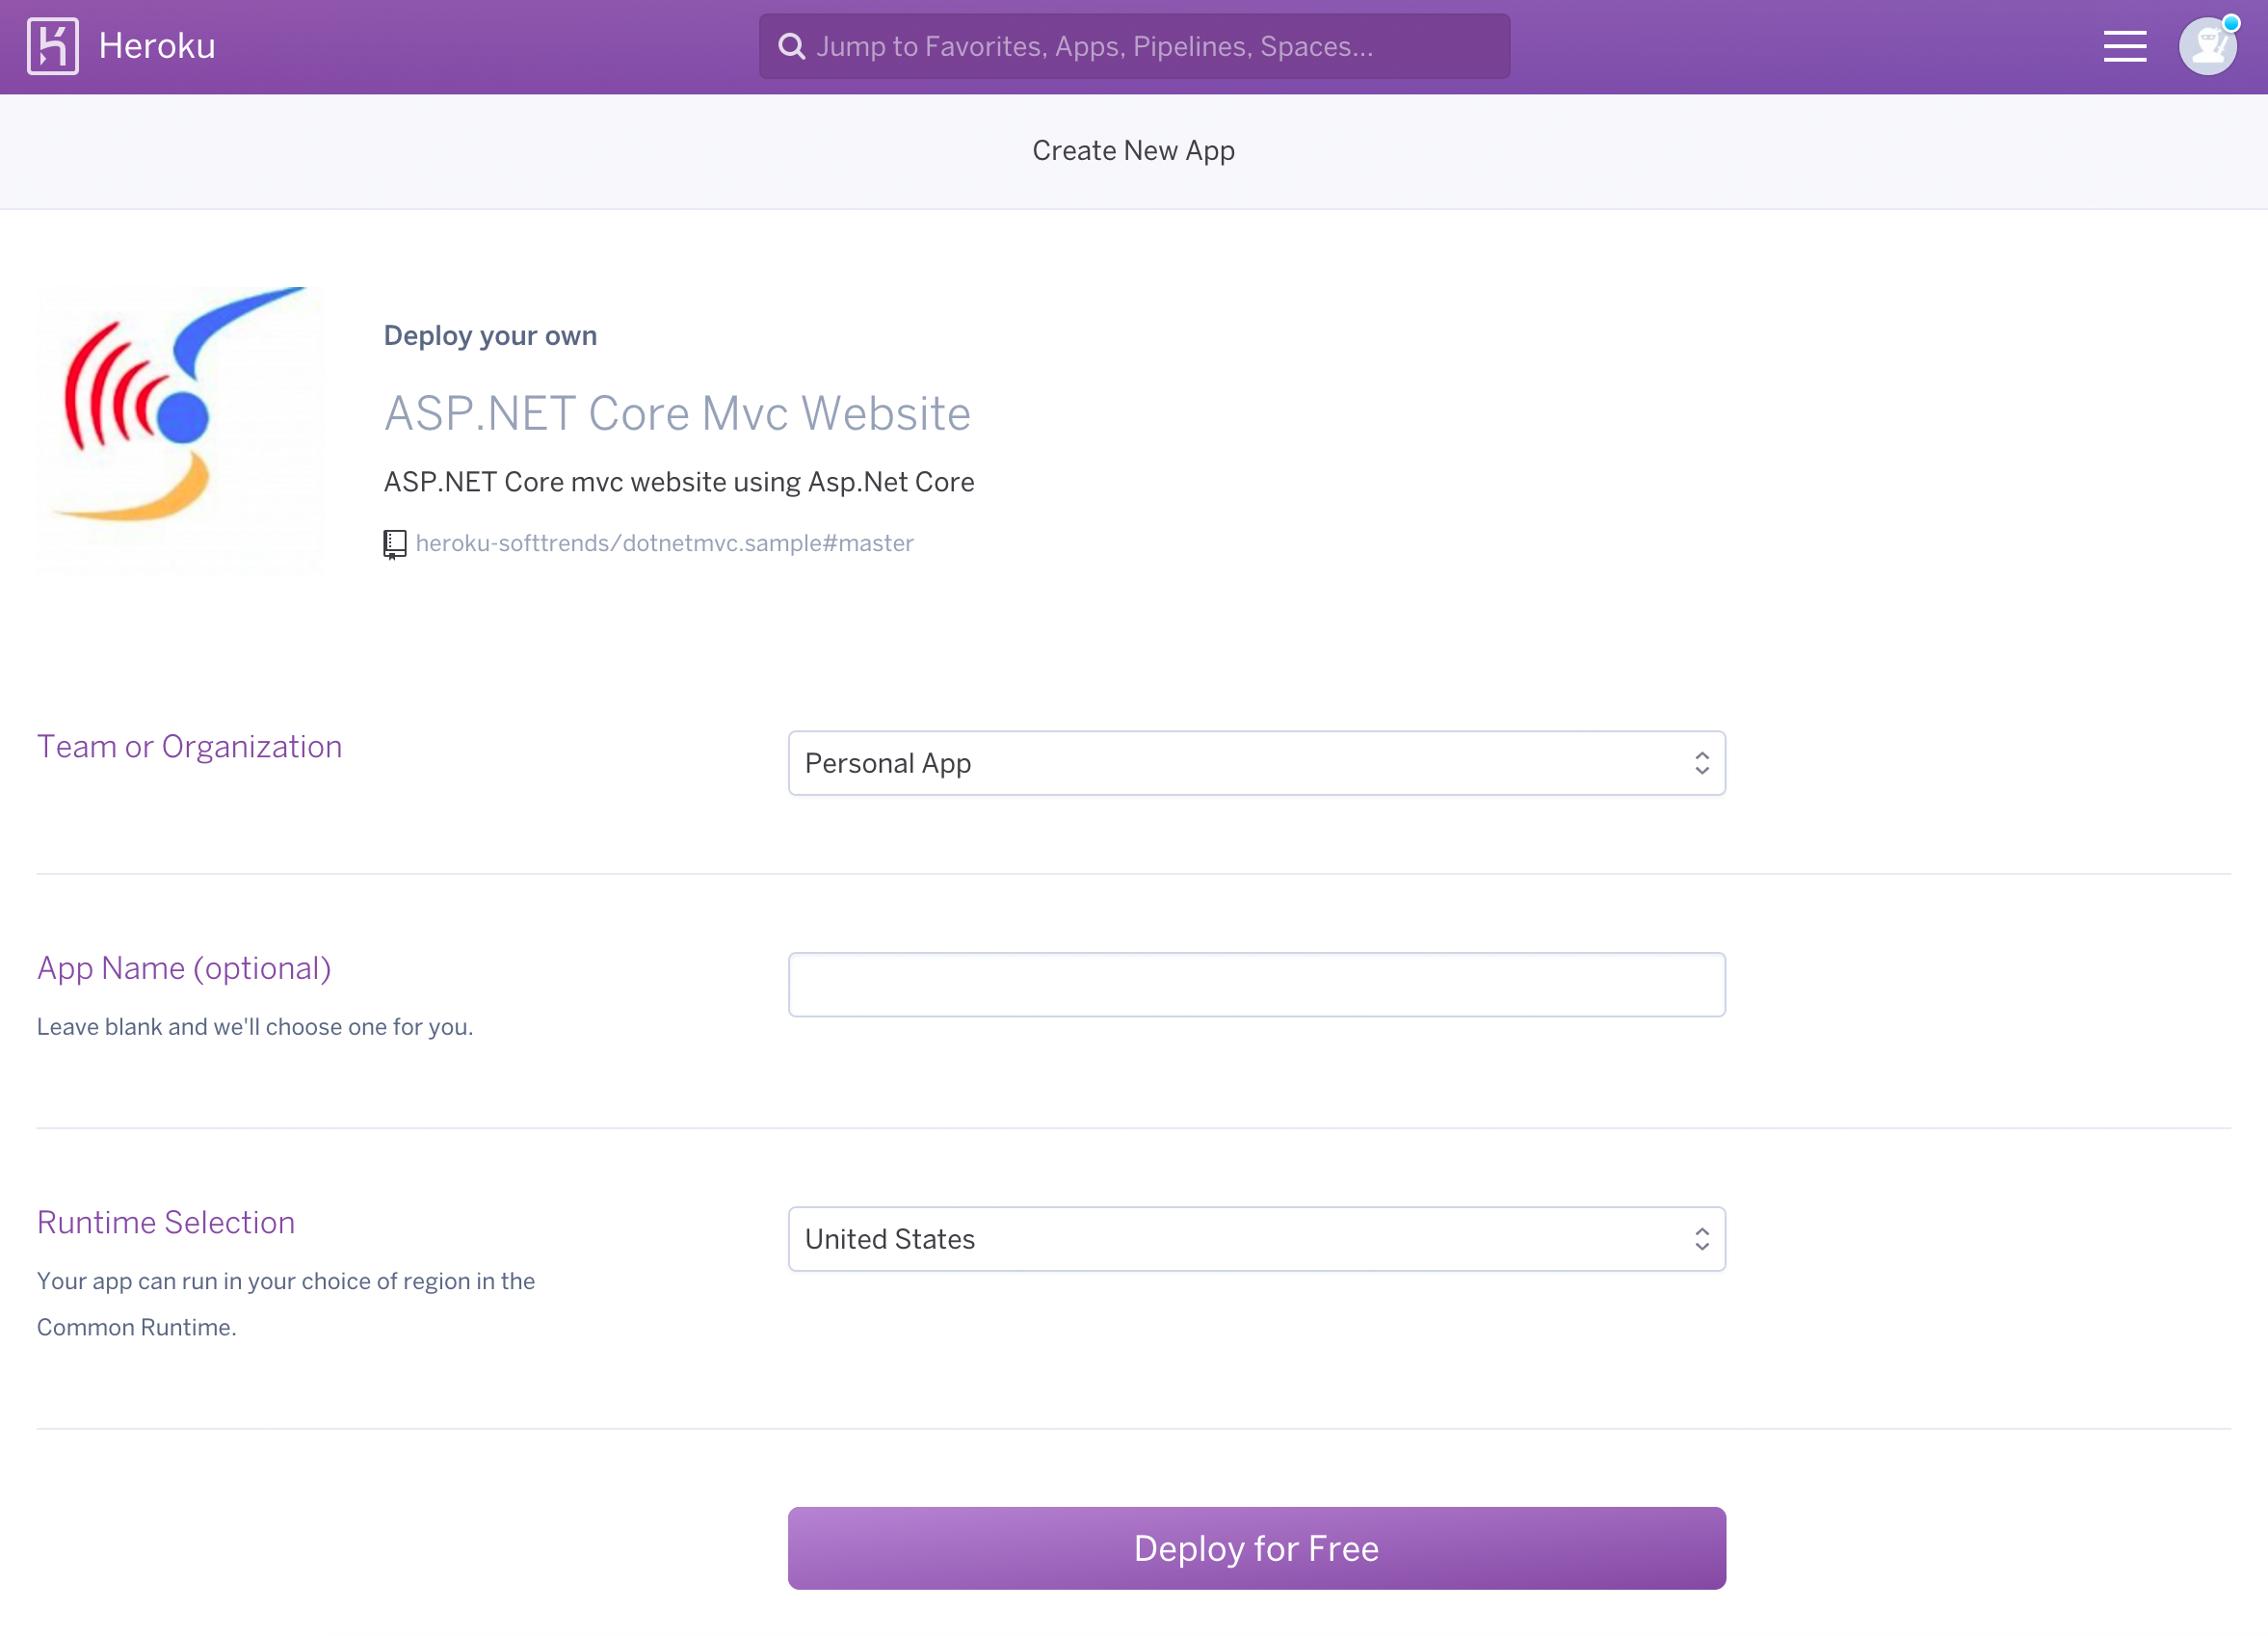 Heroku
Jump to Favorites, Apps, Pipelines, Spaces...
Create New App
Deploy your own
ASP.NET Core Mvc Website
ASP.NET Core mvc website using Asp.Net Core
heroku-softtrends/dotnetmvc.sample#master
Team or Organization
Personal App
App Name (optional)
Leave blank and we'll choose one for you.
Runtime Selection
United States
Your app can run in your choice of region in the
Common Runtime.
Deploy for Free